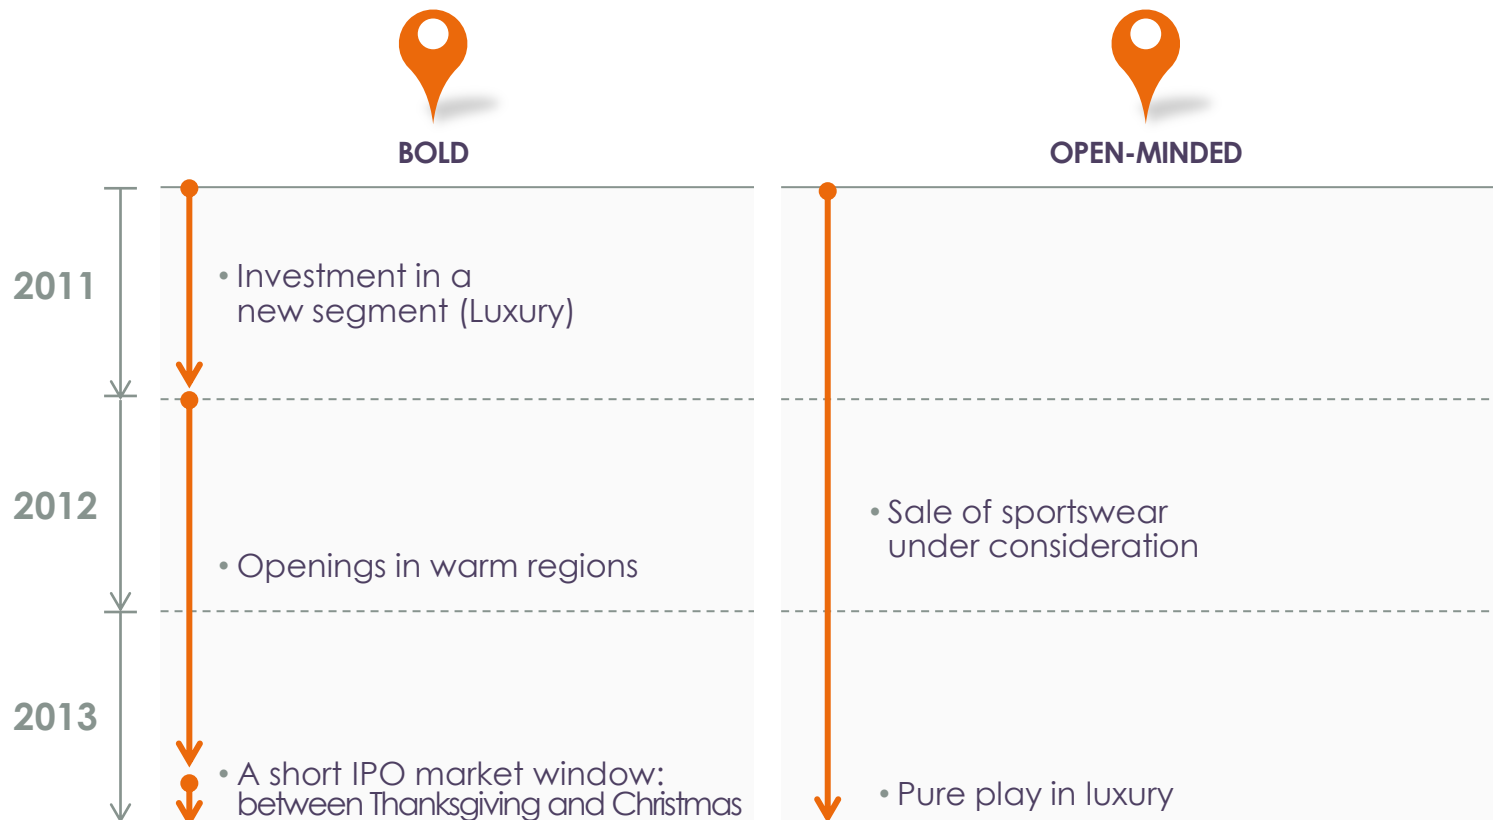 BOLD
OPEN-MINDED
2011
• Investment in a
new segment (Luxury)
2012
• Openings in warm regions
• Sale of sportswear
under consideration
2013
• A short IPO market window:
between Thanksgiving and Christmas
• Pure play in luxury